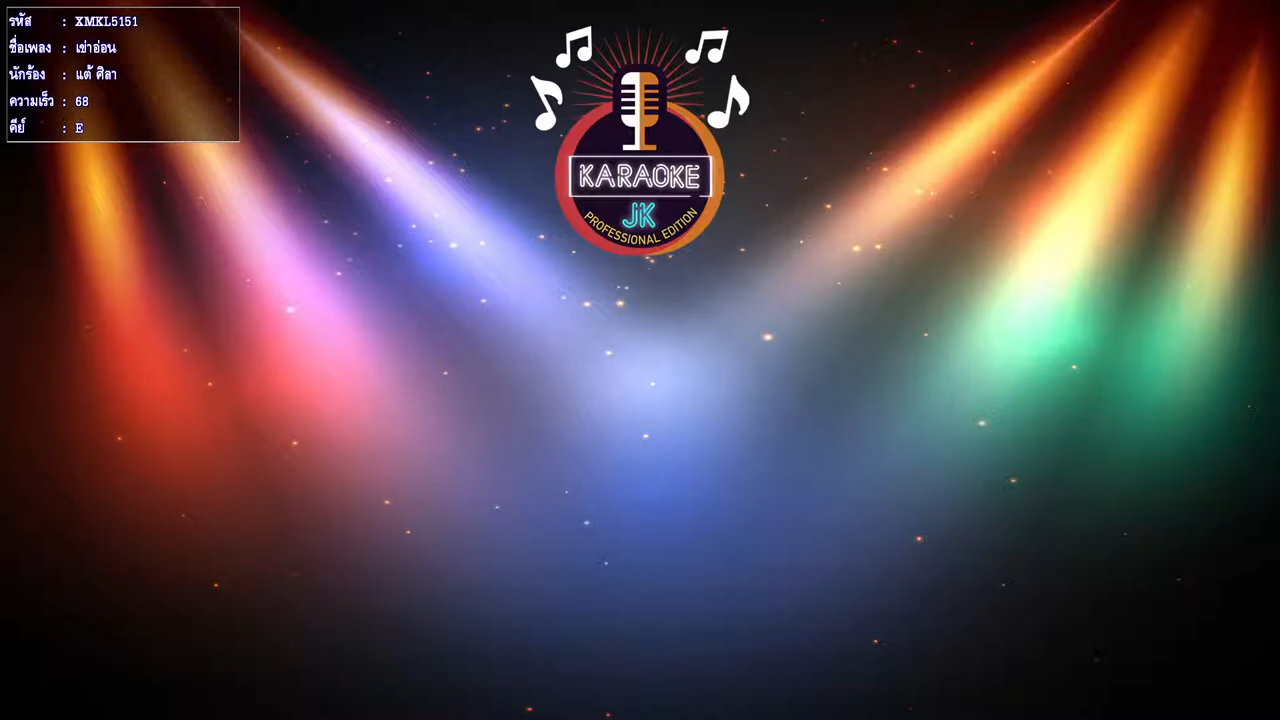 รหัส : XMKL5151
ชื่อเพลง : เข่าอ่อน
นักร้อง : แต้ ศิลา
ความเร็ว : 68
คีย์ : E
KARAOKE
JK
PROFESSIONAL EDITION